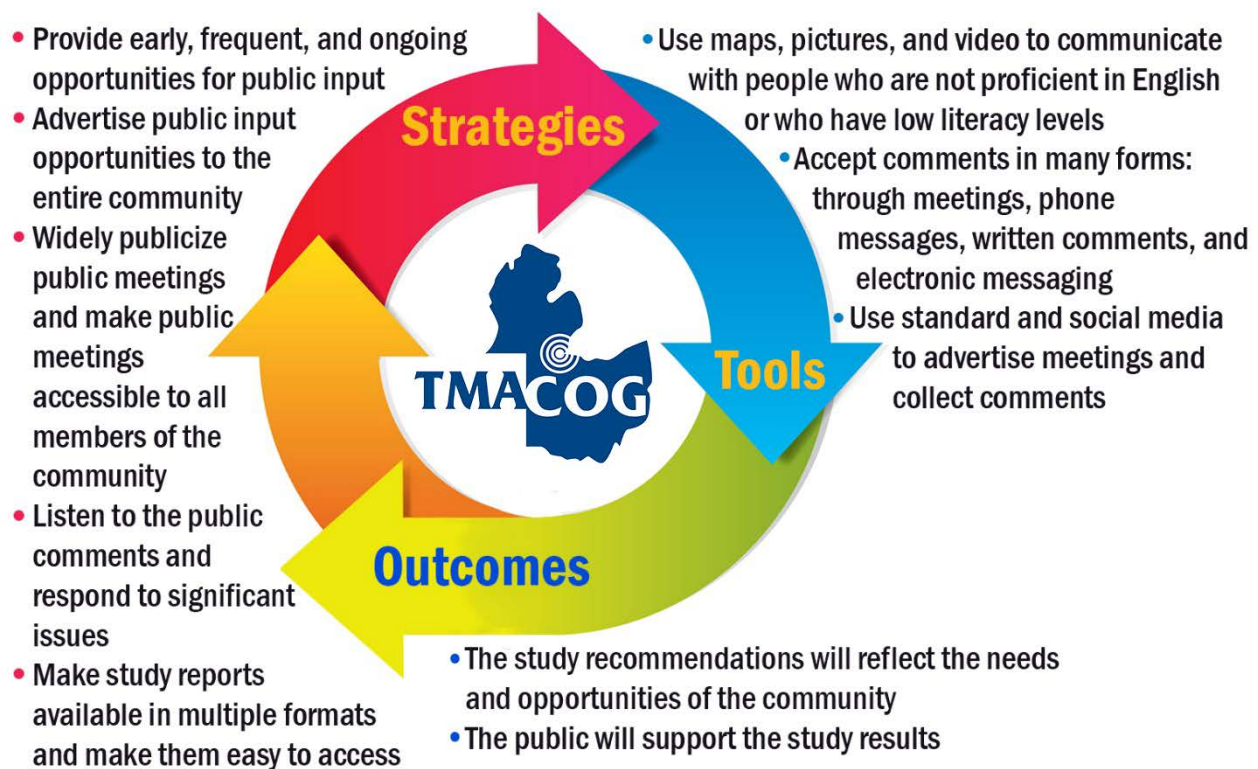 • Provide early, frequent, and ongoing
opportunities for public input
• Advertise public input
opportunities to the
entire community
• Widely publicize
public meetings
and make public
meetings
accessible to all
members of the
community
• Listen to the public
comments and
respond to significant
issues
• Make study reports
available in multiple formats
and make them easy to access
Strategies
• Use maps, pictures, and video to communicate
with people who are not proficient in English
or who have low literacy levels
• Accept comments in many forms:
through meetings, phone
messages, written comments, and
electronic messaging
• Use standard and social media
to advertise meetings and
collect comments
Tools
TMACOG
Outcomes
• The study recommendations will reflect the needs
and opportunities of the community
• The public will support the study results